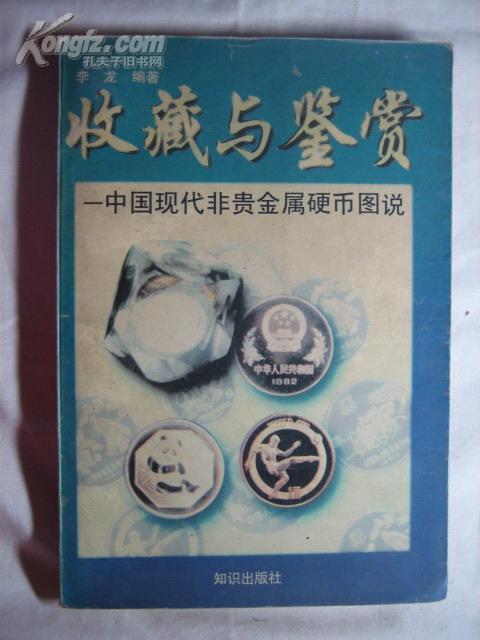 Kongfz.com
孔夫子旧书网
李龙 编著
收藏与鉴赏
—中国现代非贵金属硬币图说
中华人民共和国
1982
知识出版社